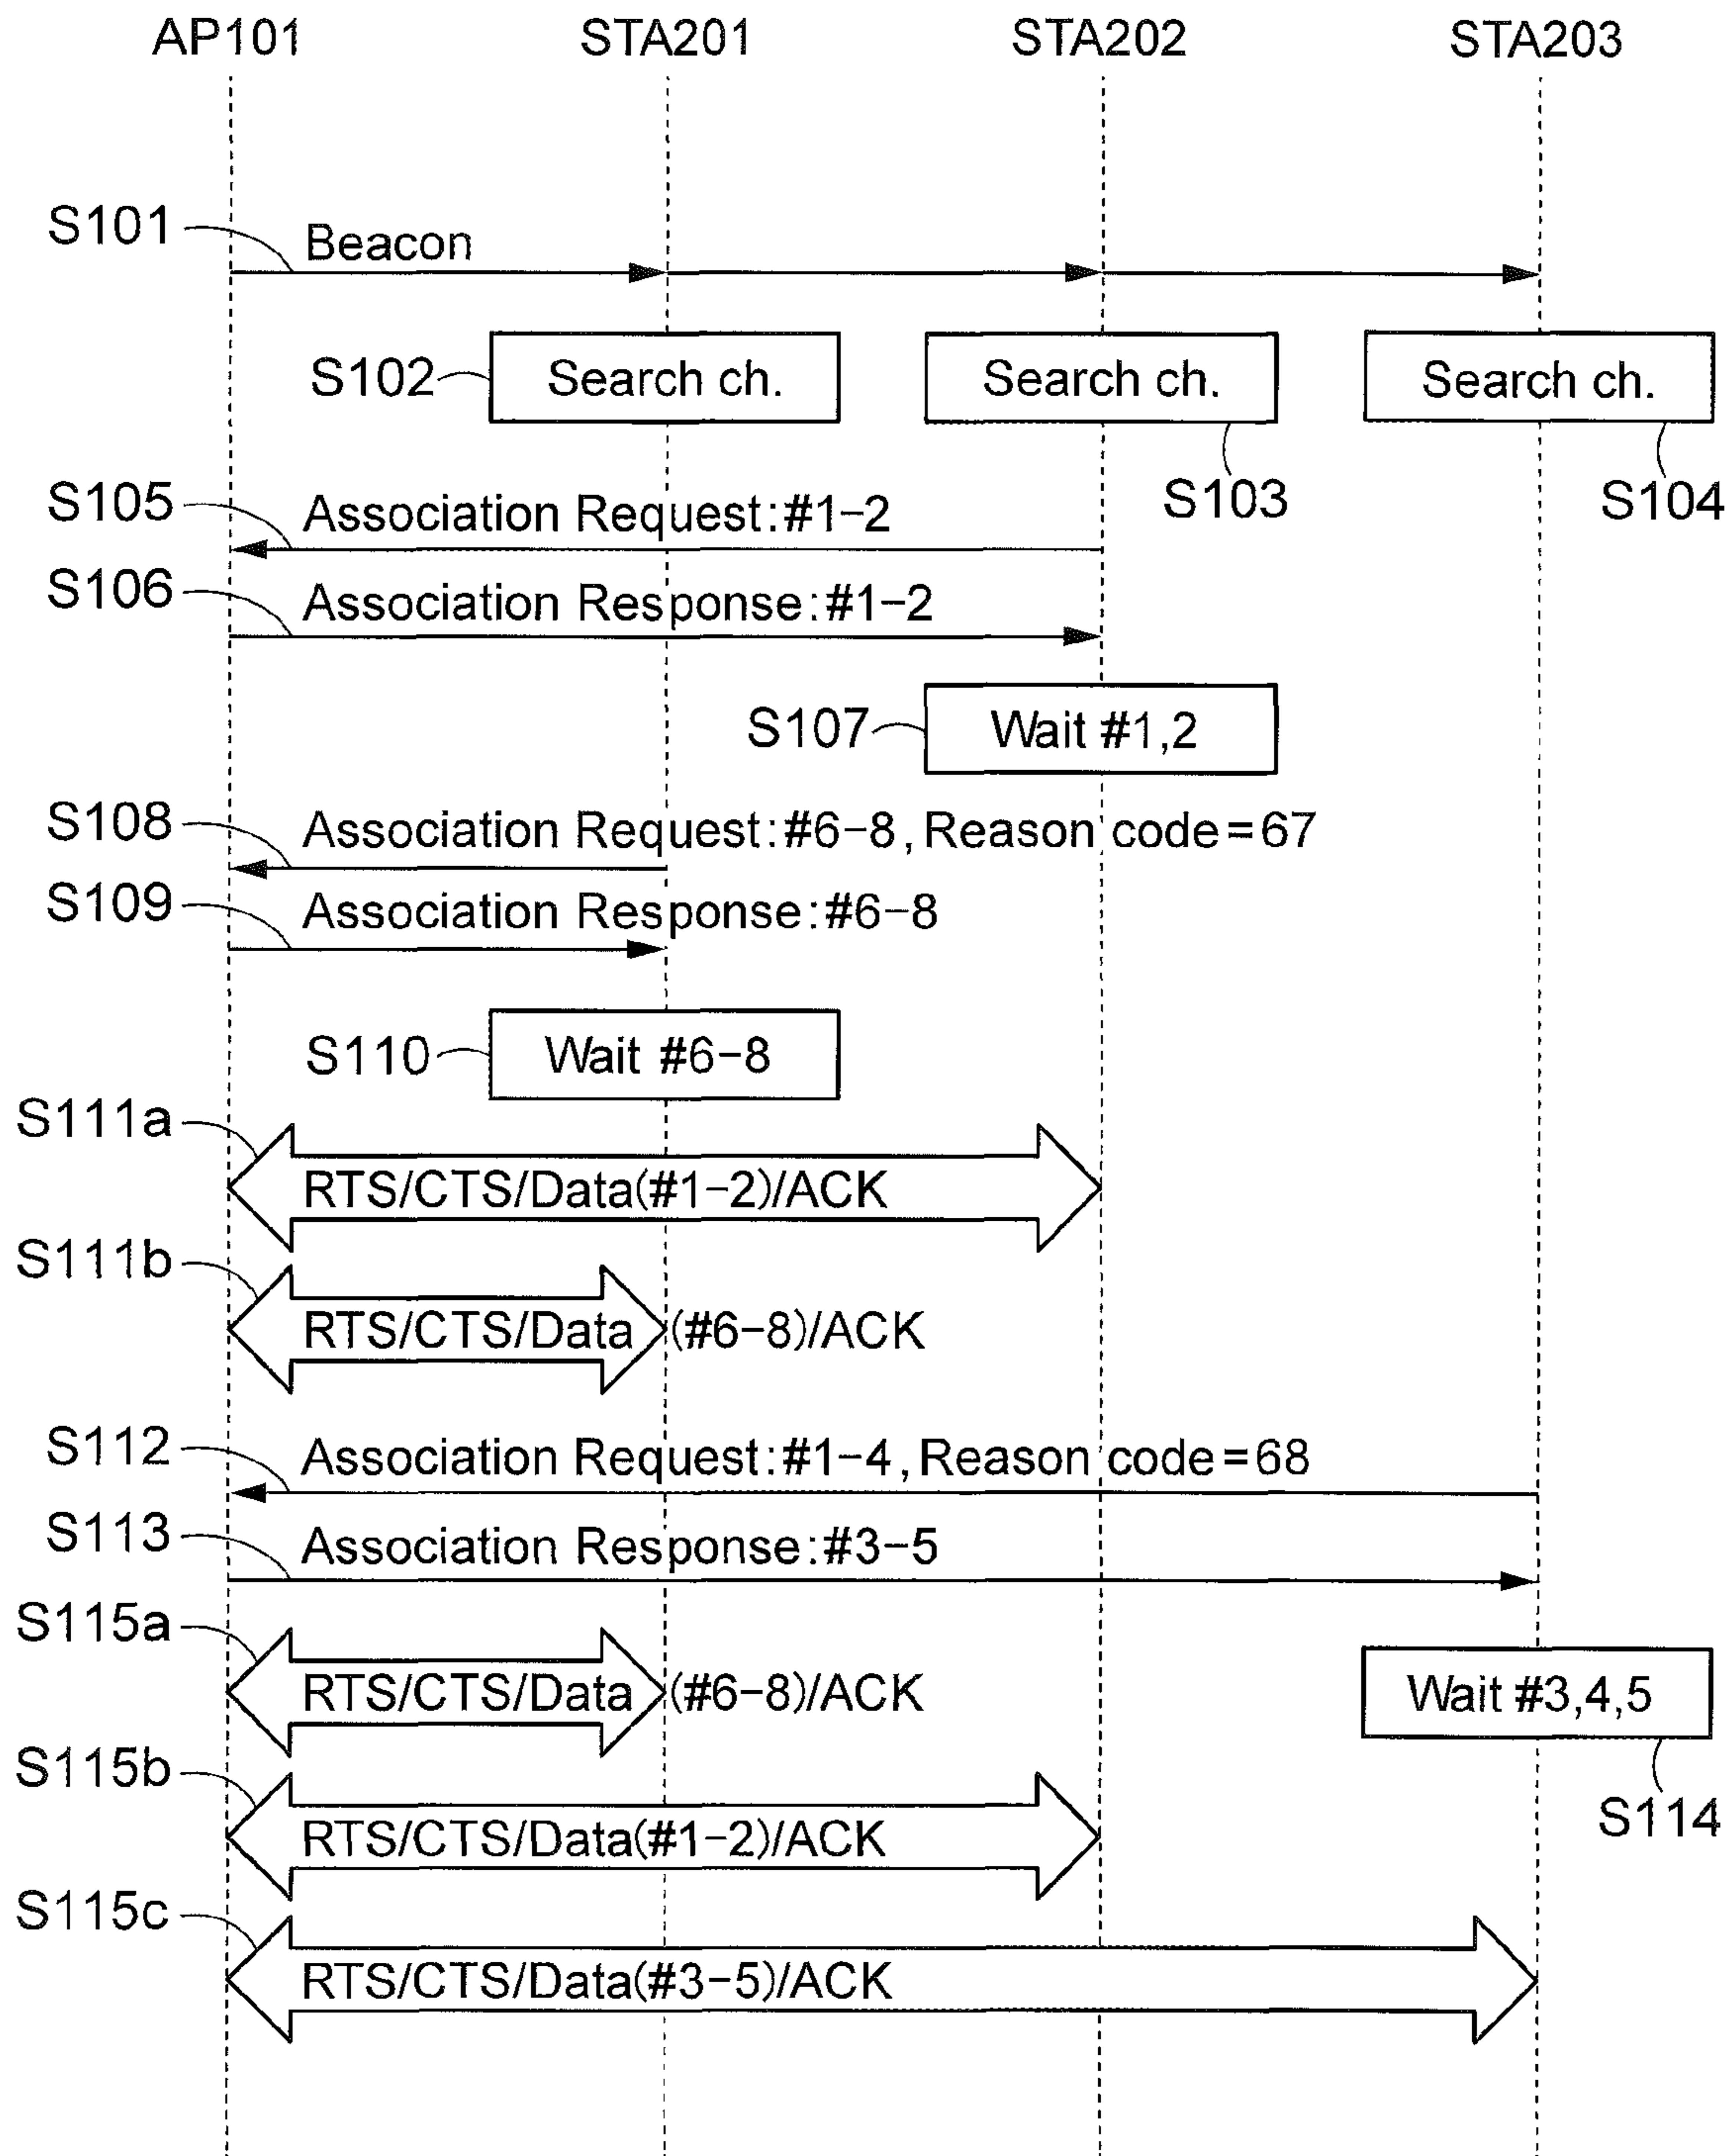 AP101 STA201 STA202 STA203
S101 Beacon
S102 Search ch. Search ch. Search ch.
S103 S104
S105 Association Request:#1-2
S106 Association Response:#1-2
S107 Wait #1,2
S108 Association Request:#6-8, Reason code=67
S109 Association Response:#6-8
S110 Wait #6-8
S111a RTS/CTS/Data(#1-2)/ACK
S111b RTS/CTS/Data (#6-8)/ACK
S112 Association Request:#1-4, Reason code=68
S113 Association Response:#3-5
S115a RTS/CTS/Data (#6-8)/ACK Wait #3,4,5
S114
S115b RTS/CTS/Data(#1-2)/ACK
S115c RTS/CTS/Data(#3-5)/ACK